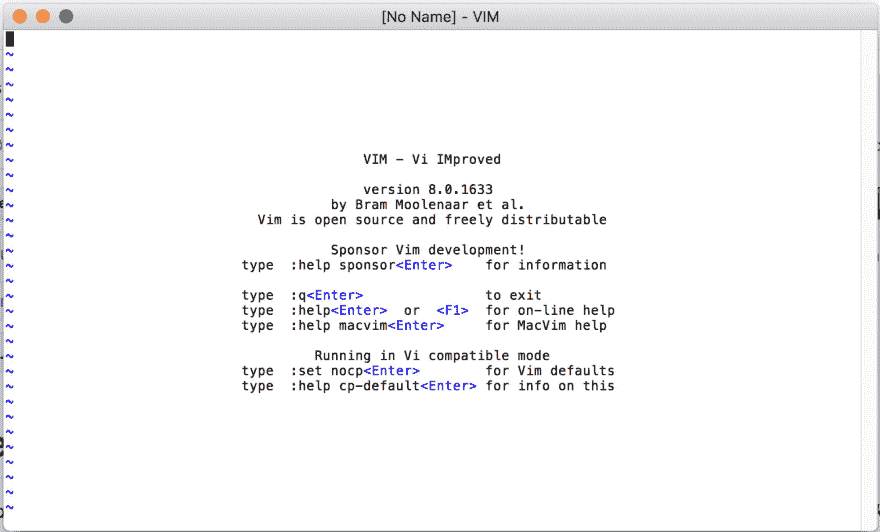 [No Name] - VIM
~
~
~
~
~
~
~
VIM - Vi IMproved
~
~
version 8.0.1633
~
by Bram Moolenaar et al.
~
Vim is open source and freely distributable
~
~
Sponsor Vim development!
~
type :help sponsor<Enter> for information
~
~
type :q<Enter> to exit
~
type :help<Enter> or <F1> for on-line help
~
type :help macvim<Enter> for MacVim help
~
~
Running in Vi compatible mode
~
type :set nocp<Enter> for Vim defaults
~
type :help cp-default<Enter> for info on this
~
~
~
~
~
~
~
~